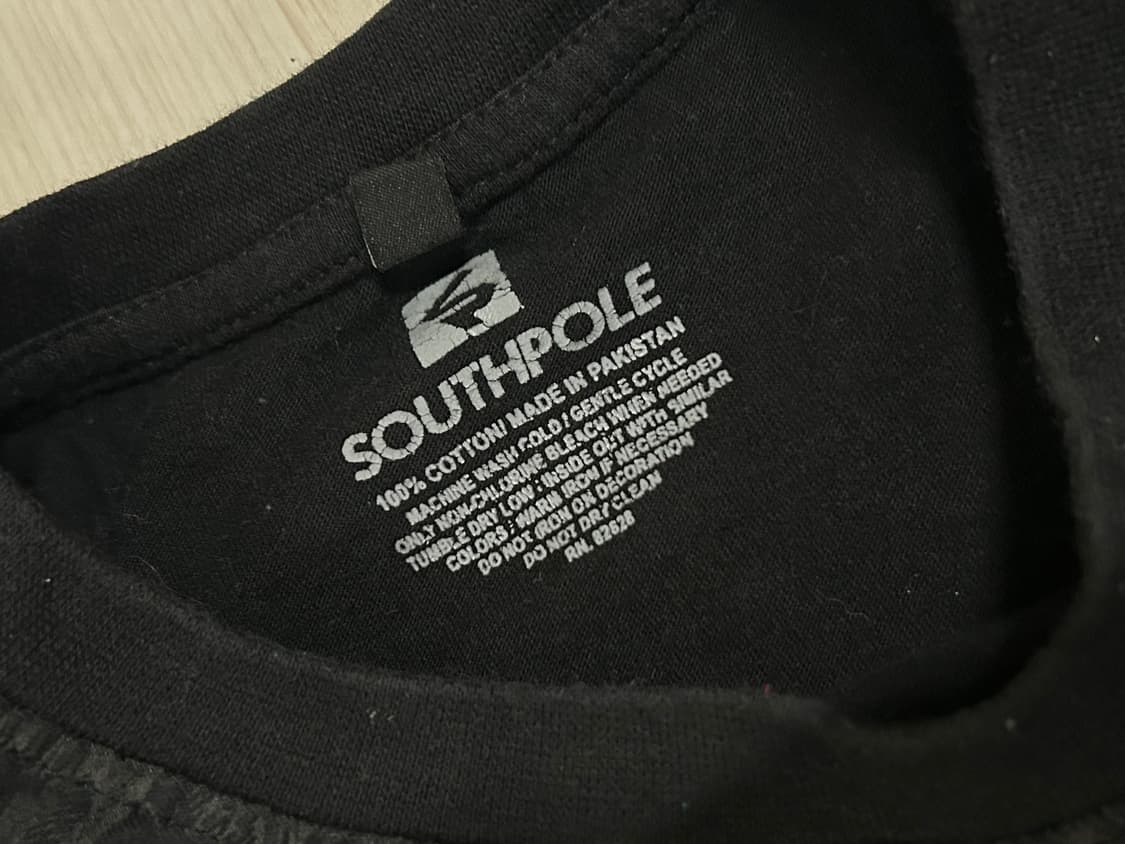 SOUTHPOLE
100% COTTON/ MADE IN PAKISTAN
MACHINE WASH COLD / GENTLE CYCLE
ONLY NON-CHLORINE BLEACH WHEN NEEDED
TUMBLE DRY LOW / INSIDE OUT WITH SIMILAR
COLORS / WARM IRON IF NECESSARY
DO NOT IRON ON DECORATION
DO NOT DRY CLEAN
RN. 82628